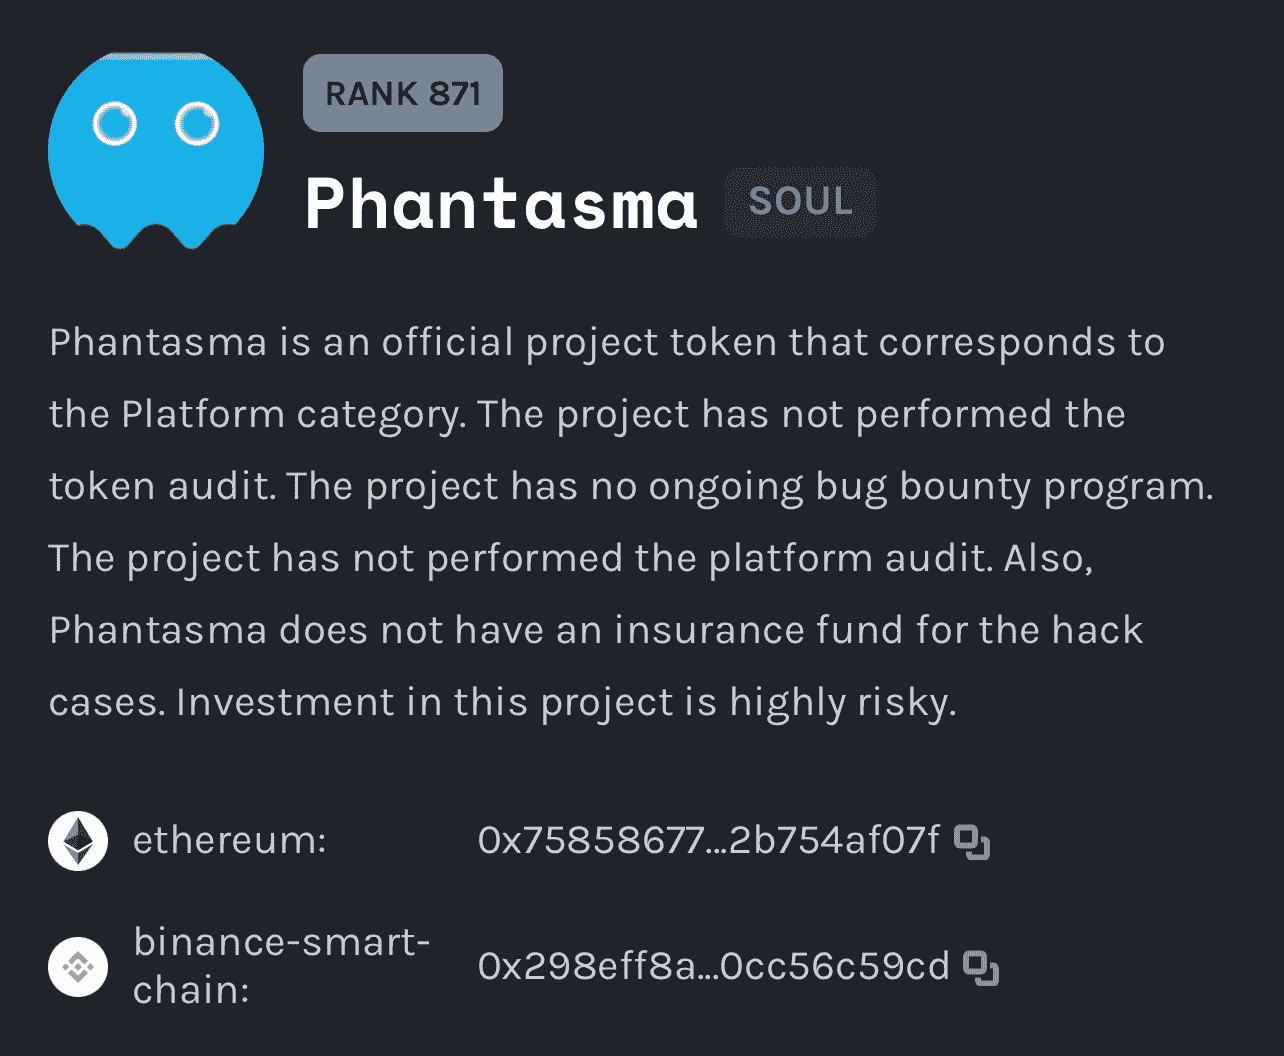 RANK 871
Phantasma SOUL
Phantasma is an official project token that corresponds to
the Platform category. The project has not performed the
token audit. The project has no ongoing bug bounty program.
The project has not performed the platform audit. Also,
Phantasma does not have an insurance fund for the hack
cases. Investment in this project is highly risky.
ethereum: 0x75858677...2b754af07f
binance-smart-
chain: 0x298eff8a...0cc56c59cd